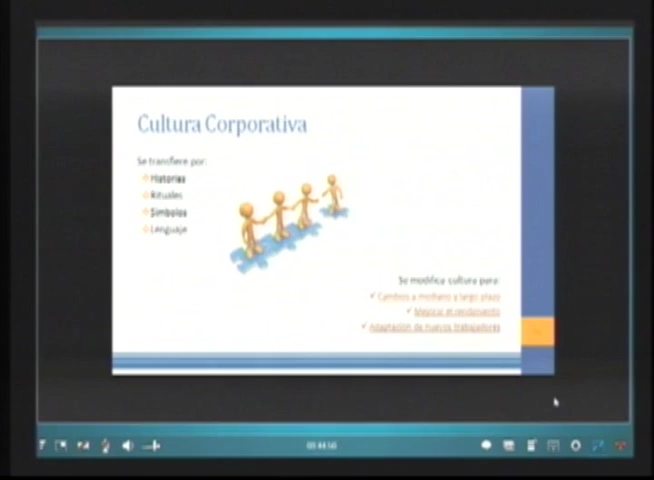 Cultura Corporativa
Se transfiere por:
Historias
Rituales
Simbolos
Lenguaje
Se modifica cultura para:
Cambios a mediano y largo plazo
Mejorar el rendimiento
Adaptación de nuevos trabajadores